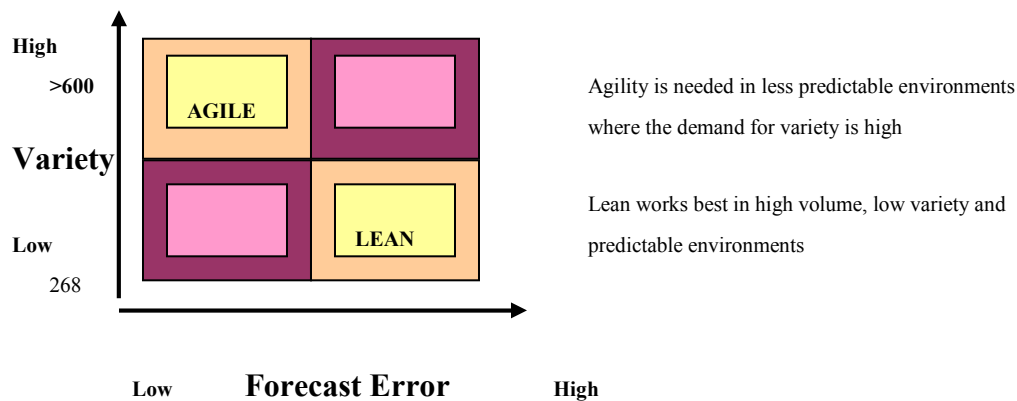 High
>600
AGILE
Variety
Low
LEAN
268
Low Forecast Error High
Agility is needed in less predictable environments
where the demand for variety is high
Lean works best in high volume, low variety and
predictable environments